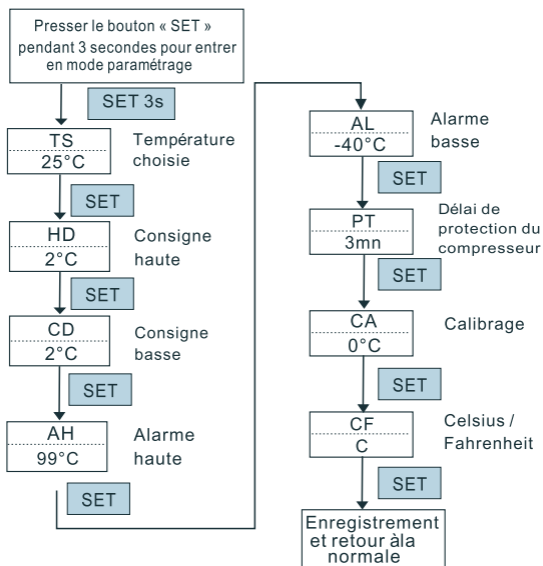 Presser le bouton « SET »
pendant 3 secondes pour entrer
en mode paramétrage
SET 3s
TS
25°C
Température
choisie
SET
HD
2°C
Consigne
haute
SET
CD
2°C
Consigne
basse
SET
AH
99°C
Alarme
haute
SET
AL
-40°C
Alarme
basse
SET
PT
3mn
Délai de
protection du
compresseur
SET
CA
0°C
Calibrage
SET
CF
C
Celsius /
Fahrenheit
SET
Enregistrement
et retour àla
normale